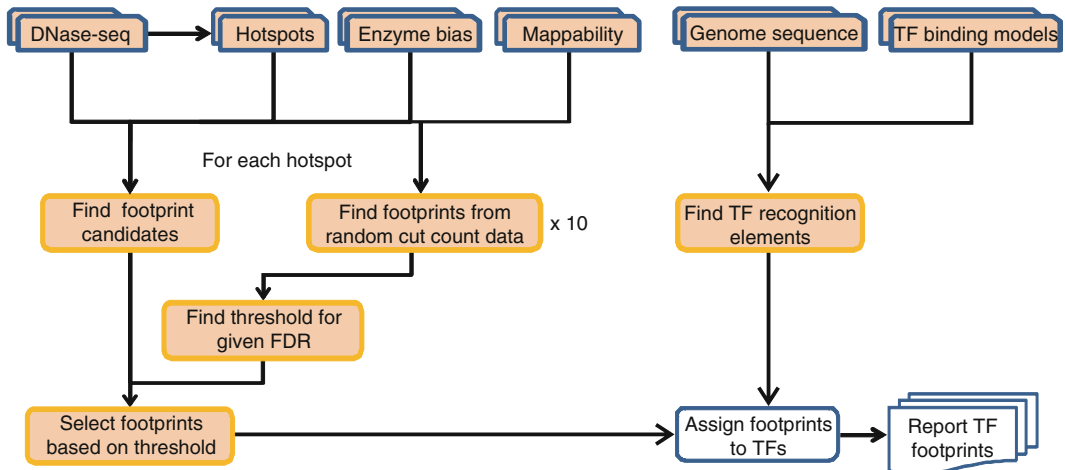 DNase-seq
Hotspots
Enzyme bias
Mappability
Genome sequence
TF binding models
For each hotspot
Find footprint
candidates
Find footprints from
random cut count data
x 10
Find TF recognition
elements
Find threshold for
given FDR
Select footprints
based on threshold
Assign footprints
to TFs
Report TF
footprints